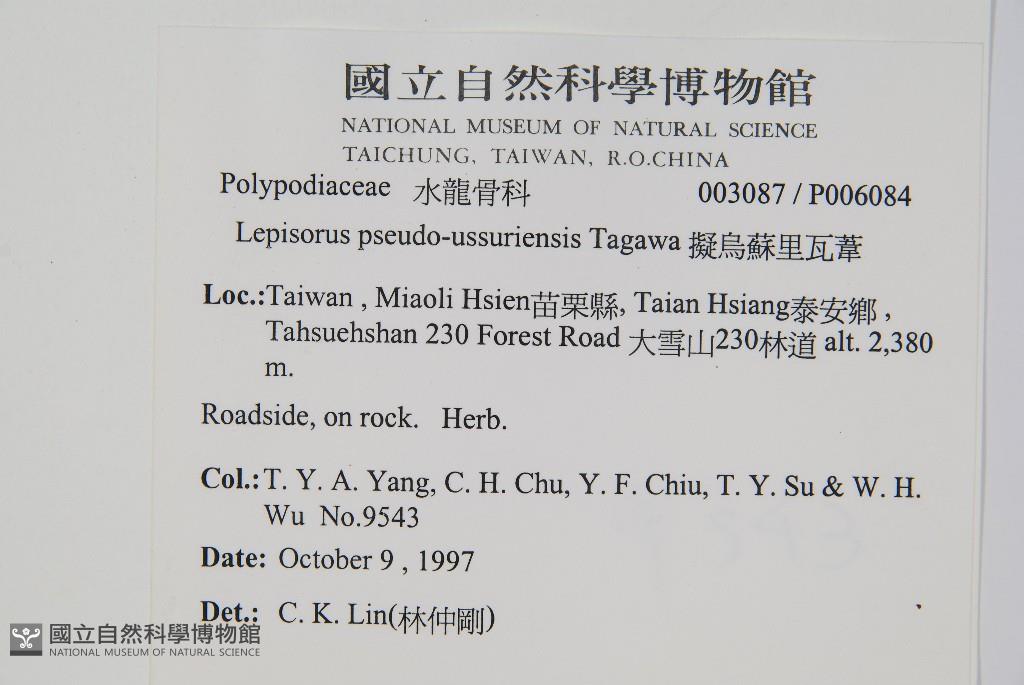 國立自然科學博物館
NATIONAL MUSEUM OF NATURAL SCIENCE
TAICHUNG, TAIWAN, R.O.CHINA
Polypodiaceae 水龍骨科 003087 / P006084
Lepisorus pseudo-ussuriensis Tagawa 擬烏蘇里瓦葦
Loc.:Taiwan , Miaoli Hsien苗栗縣, Taian Hsiang泰安鄉 ,
Tahsuehshan 230 Forest Road 大雪山230林道 alt. 2,380
m.
Roadside, on rock. Herb.
Col.:T. Y. A. Yang, C. H. Chu, Y. F. Chiu, T. Y. Su & W. H.
Wu No.9543
Date: October 9 , 1997
Det.: C. K. Lin(林仲剛)
國立自然科學博物館
NATIONAL MUSEUM OF NATURAL SCIENCE